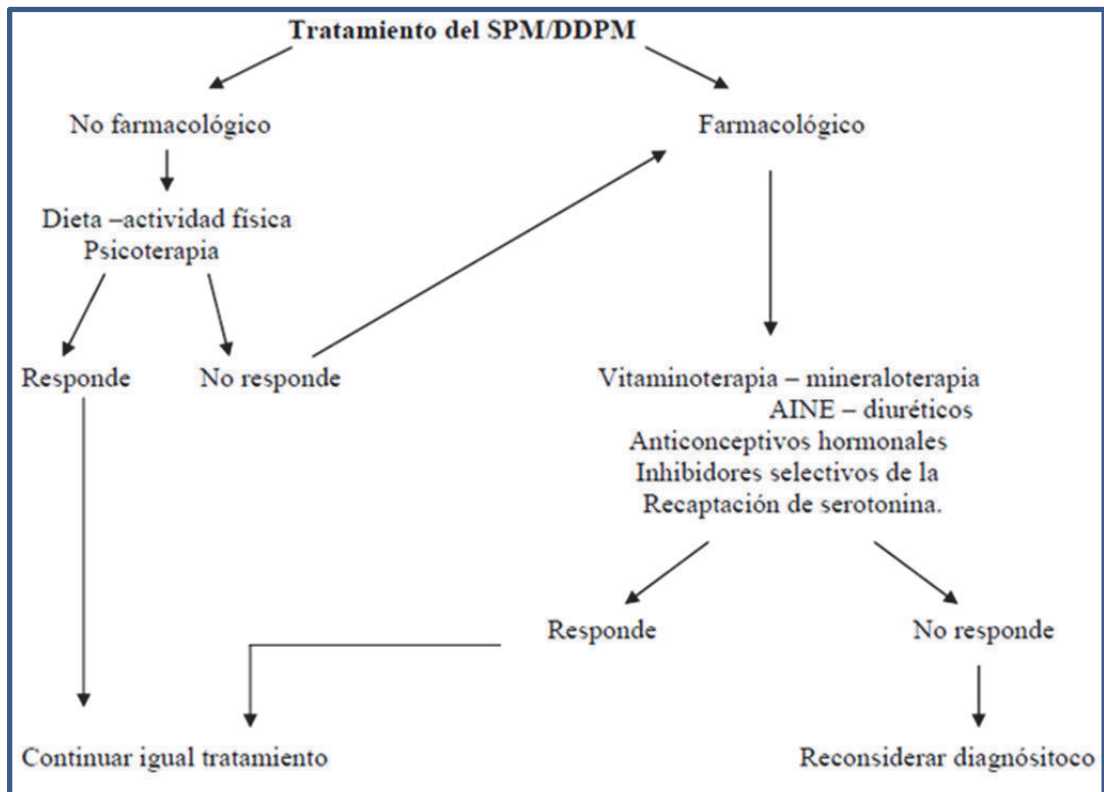 Tratamiento del SPM/DDPM
No farmacológico
Farmacológico
Dieta –actividad física
Psicoterapia
Responde
No responde
Vitaminoterapia – mineraloterapia
AINE – diuréticos
Anticonceptivos hormonales
Inhibidores selectivos de la
Recaptación de serotonina.
Responde
No responde
Continuar igual tratamiento
Reconsiderar diagnósitoco